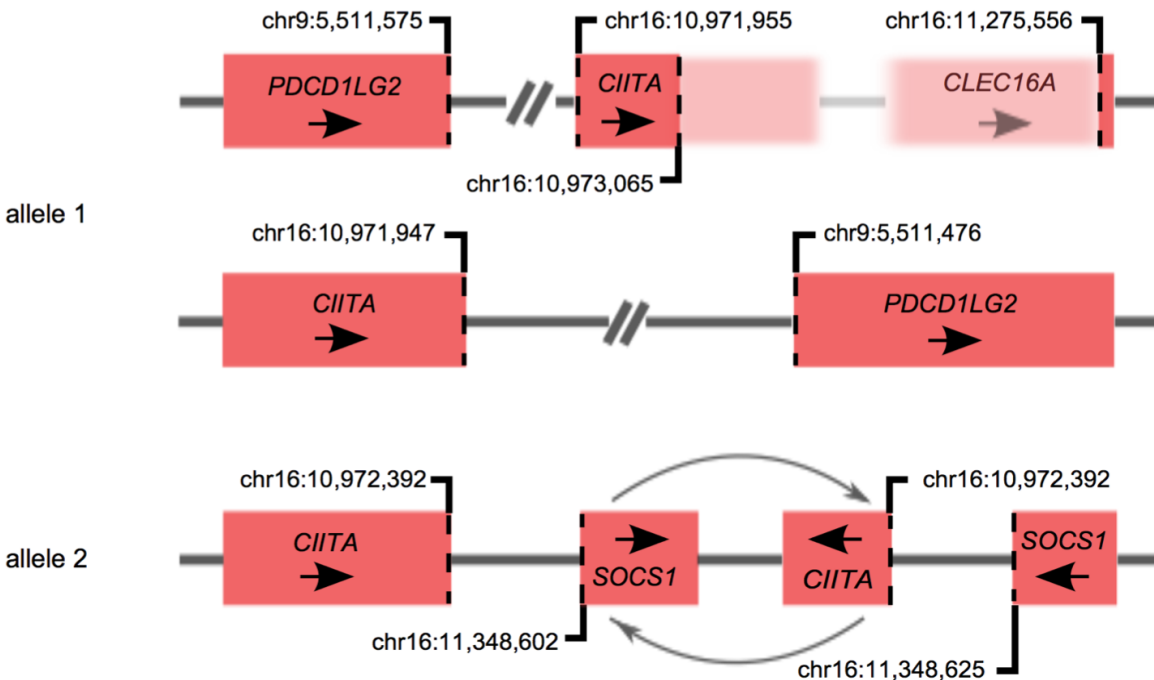 chr9:5,511,575
chr16:10,971,955
chr16:11,275,556
PDCD1LG2
CIITA
CLEC16A
chr16:10,973,065
allele 1
chr16:10,971,947
chr9:5,511,476
CIITA
PDCD1LG2
chr16:10,972,392
chr16:10,972,392
allele 2
CIITA
SOCS1
CIITA
SOCS1
chr16:11,348,602
chr16:11,348,625